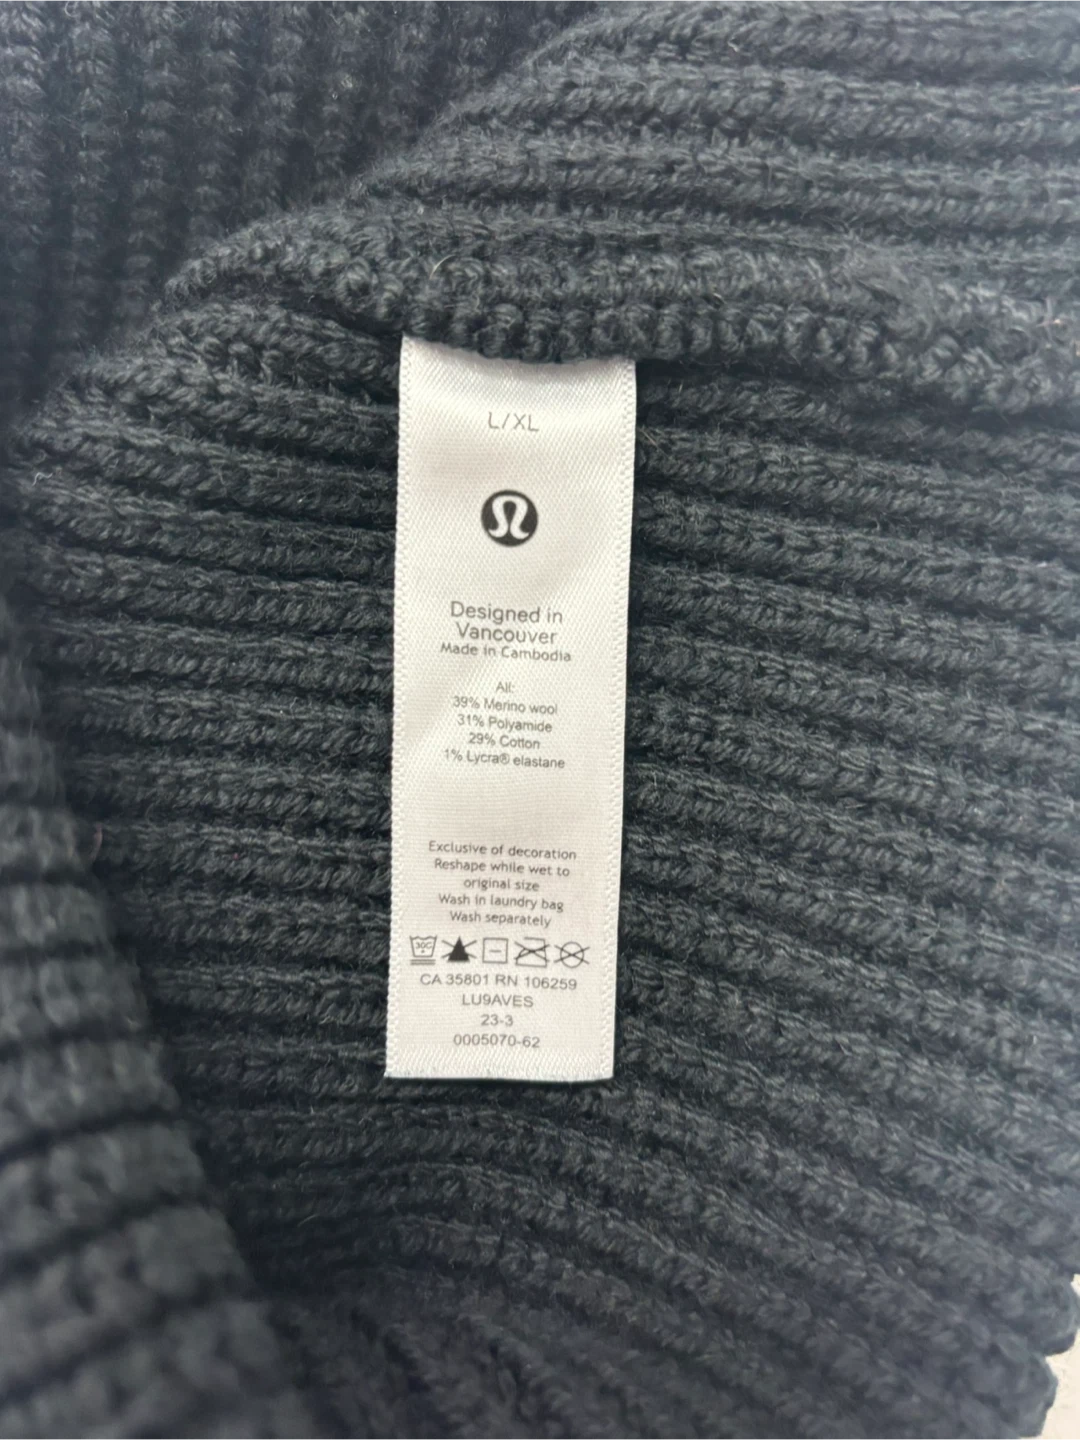 L/XL
Designed in
Vancouver
Made in Cambodia
All:
39% Merino wool
31% Polyamide
29% Cotton
1% Lycra® elastane
Exclusive of decoration
Reshape while wet to
original size
Wash in laundry bag
Wash separately
30C
CA 35801 RN 106259
LU9AVES
23-3
0005070-62